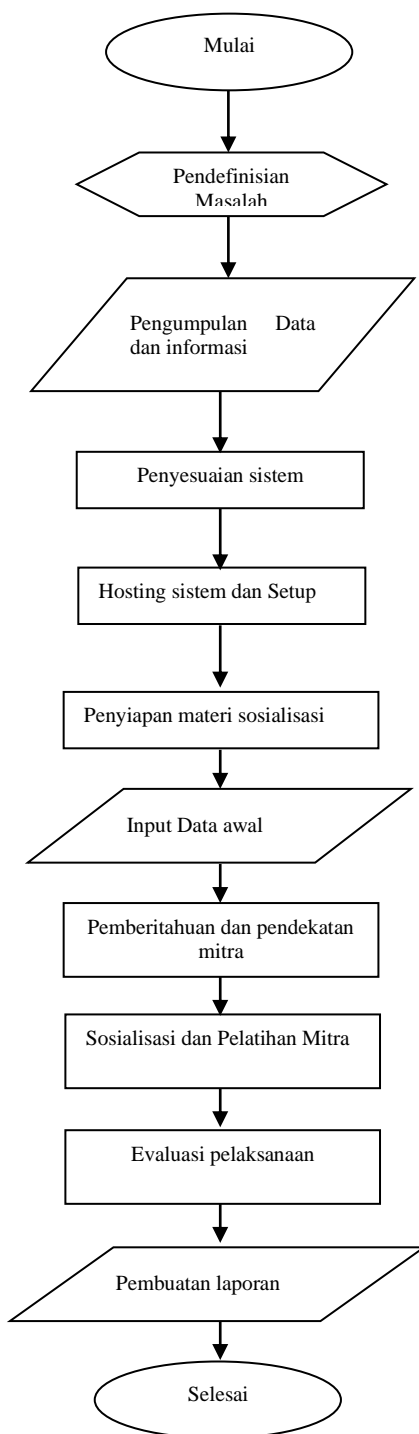 Mulai
Pendefinisian
Masalah
Pengumpulan Data
dan informasi
Penyesuaian sistem
Hosting sistem dan Setup
Penyiapan materi sosialisasi
Input Data awal
Pemberitahuan dan pendekatan
mitra
Sosialisasi dan Pelatihan Mitra
Evaluasi pelaksanaan
Pembuatan laporan
Selesai